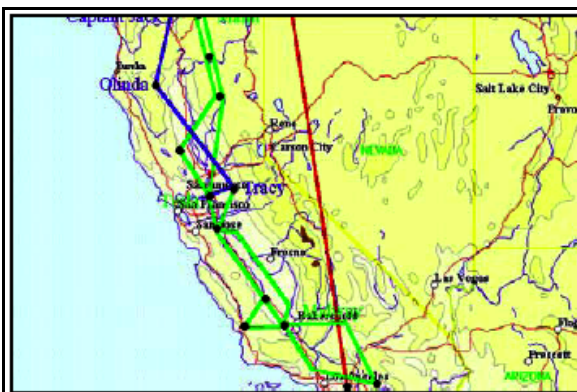 Captain Jack
Eureka
Olinda
Salt Lake City
Provo
Reno
Carson City
NEVADA
Sacramento
Tracy
San Francisco
San Jose
Fresno
Las Vegas
Bakersfield
Los Angeles
Prescott
ARIZONA